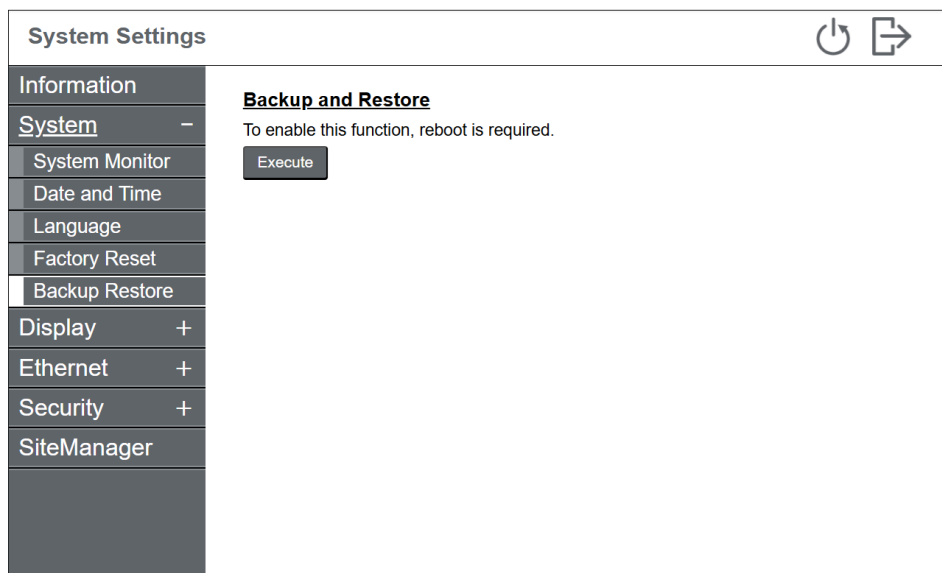 System Settings
Information
System −
System Monitor
Date and Time
Language
Factory Reset
Backup Restore
Display +
Ethernet +
Security +
SiteManager
Backup and Restore
To enable this function, reboot is required.
Execute